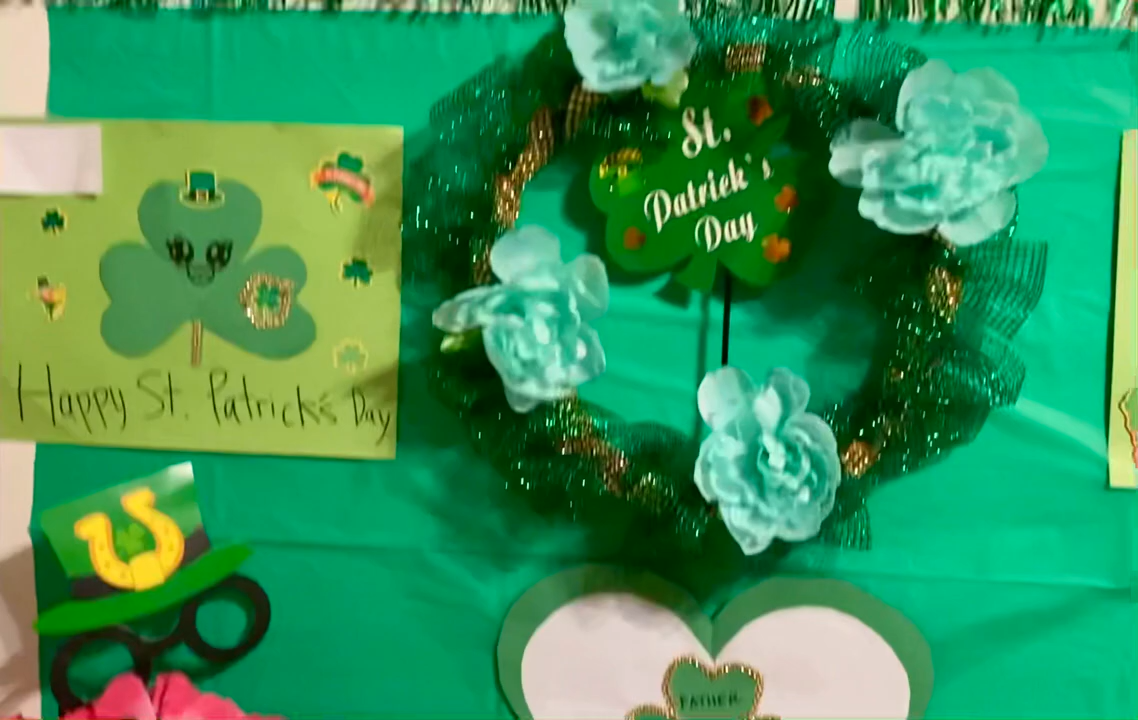 St.
Patrick's
Day
Happy St. Patrick's Day
FATHER